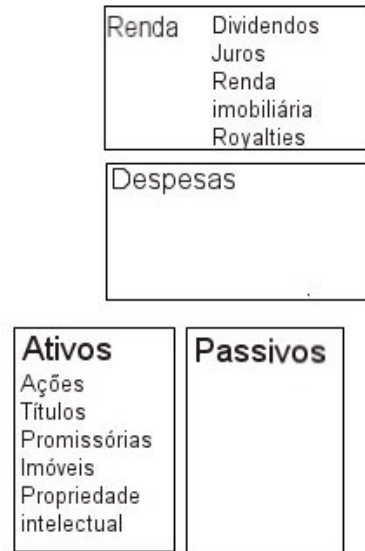 Renda Dividendos
Juros
Renda
imobiliária
Royalties
Despesas
Ativos
Ações
Títulos
Promissórias
Imóveis
Propriedade
intelectual
Passivos